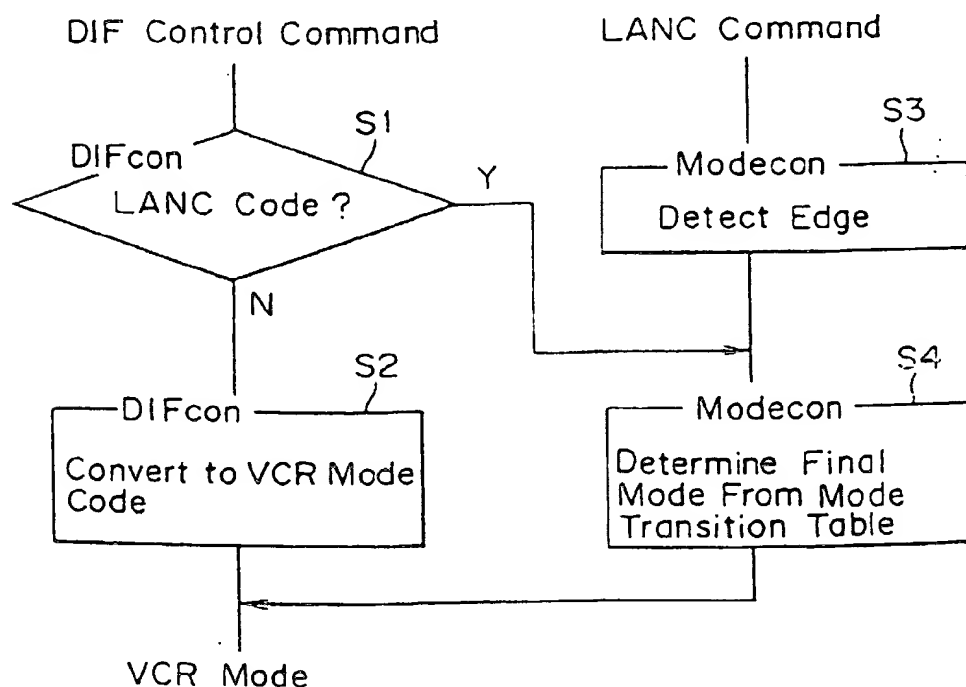 DIF Control Command
LANC Command
S1
DIFcon
LANC Code ?
Y
N
S3
Modecon
Detect Edge
S2
DIFcon
Convert to VCR Mode
Code
S4
Modecon
Determine Final
Mode From Mode
Transition Table
VCR Mode